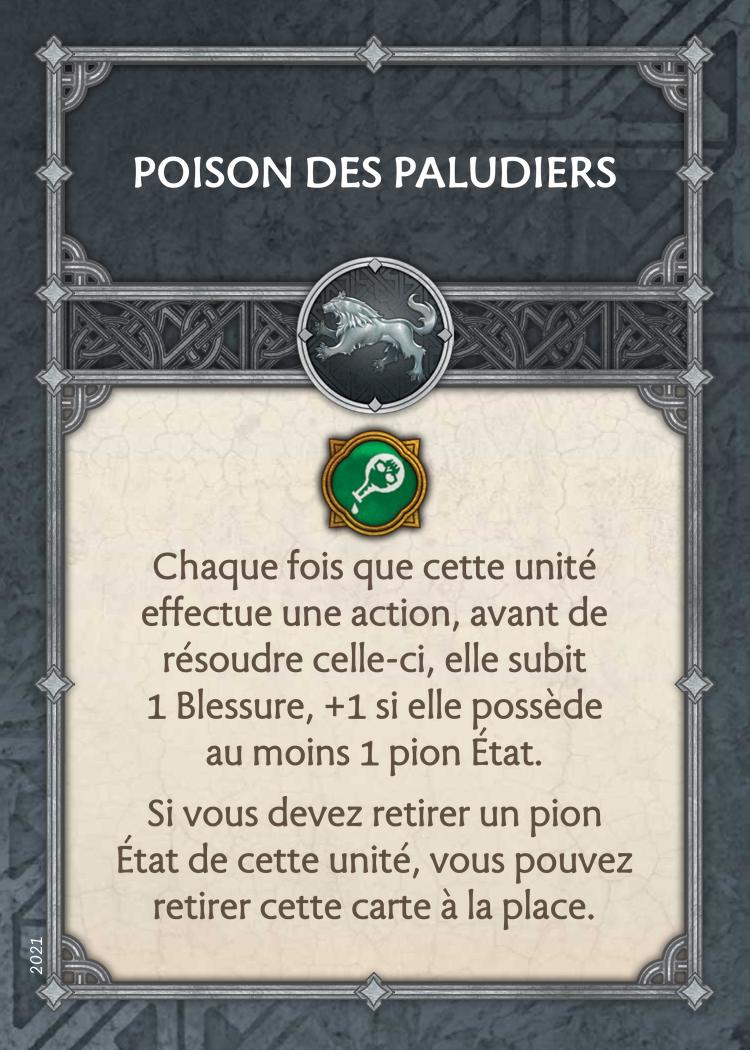 POISON DES PALUDIERS
Chaque fois que cette unité
effectue une action, avant de
résoudre celle-ci, elle subit
1 Blessure, +1 si elle possède
au moins 1 pion État.
Si vous devez retirer un pion
État de cette unité, vous pouvez
retirer cette carte à la place.
2021